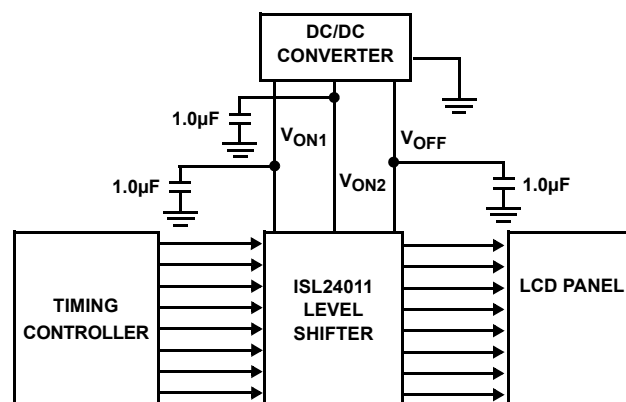 DC/DC
CONVERTER
1.0µF
VON1
VOFF
1.0µF
VON2
1.0µF
TIMING
CONTROLLER
ISL24011
LEVEL
SHIFTER
LCD PANEL